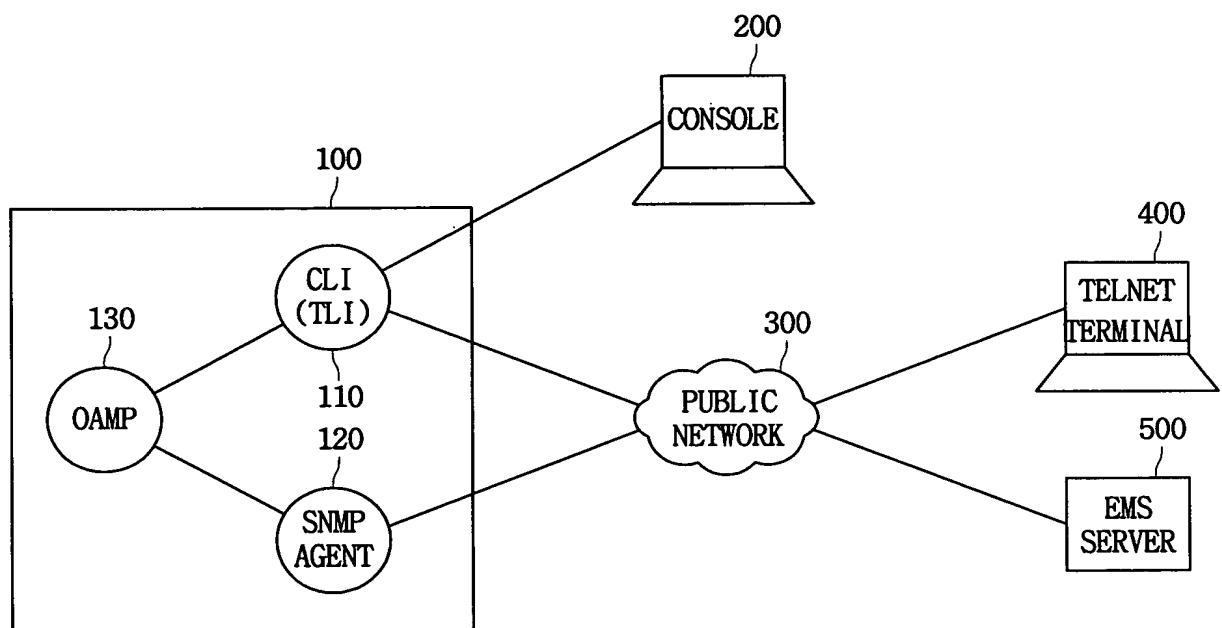 200
CONSOLE
100
400
CLI
(TLI)
TELNET
TERMINAL
130
300
110
OAMP
PUBLIC
NETWORK
120
500
SNMP
AGENT
EMS
SERVER